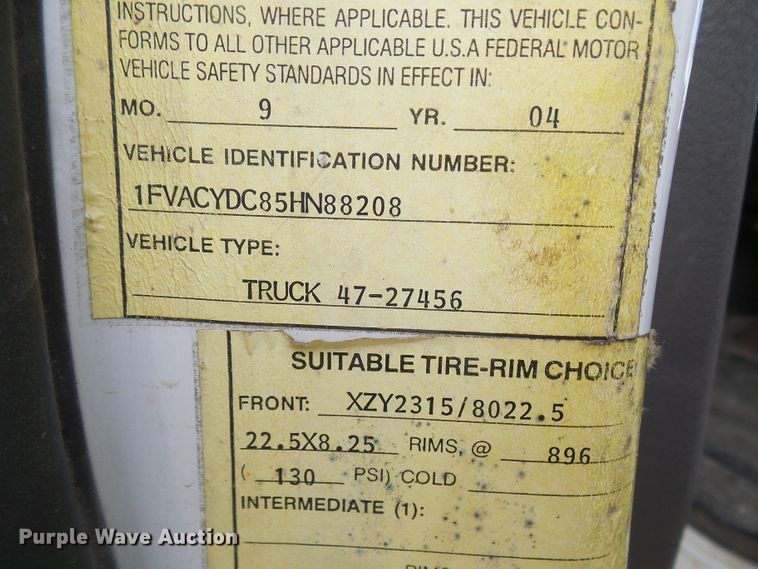 INSTRUCTIONS, WHERE APPLICABLE. THIS VEHICLE CON-
FORMS TO ALL OTHER APPLICABLE U.S.A FEDERAL MOTOR
VEHICLE SAFETY STANDARDS IN EFFECT IN:
MO. 9 YR. 04
VEHICLE IDENTIFICATION NUMBER:
1FVACYDC85HN88208
VEHICLE TYPE:
TRUCK 47-27456
SUITABLE TIRE-RIM CHOICE
FRONT: XZY2315/8022.5
22.5X8.25 RIMS, @ 896
( 130 PSI) COLD
INTERMEDIATE (1):
RIMS
Purple Wave Auction